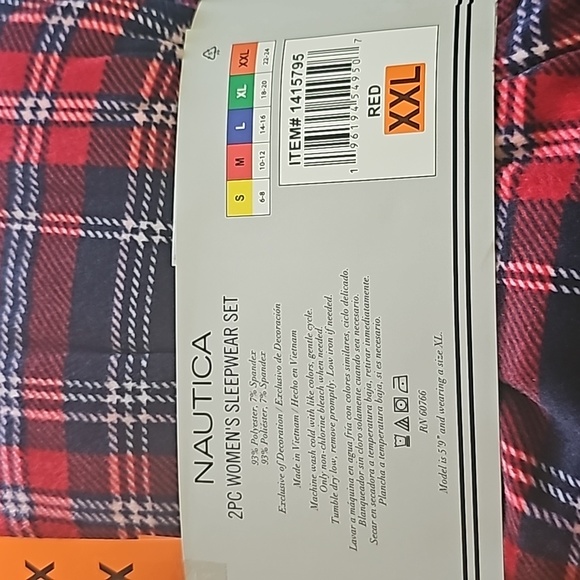 NAUTICA
2PC WOMEN'S SLEEPWEAR SET
93% Polyester, 7% Spandex
93% Poliéster, 7% Spandex
Exclusive of Decoration / Exclusivo de Decoración
Made in Vietnam / Hecho en Vietnam
Machine wash cold with like colors, gentle cycle.
Only non-chlorine bleach when needed.
Tumble dry low, remove promptly. Low iron if needed.
Lavar a máquina en agua fría con colores similares, ciclo delicado.
Blanqueador sin cloro solamente cuando sea necesario.
Secar en secadora a temperatura baja, retirar inmediatamente.
Plancha a temperatura baja, si es necesario.
RN 60766
Model is 5'9" and wearing a size XL.
S M L XL XXL
6-8 10-12 14-16 18-20 22-24
ITEM# 1415795
1 96194 54950 7
RED
XXL
X
X